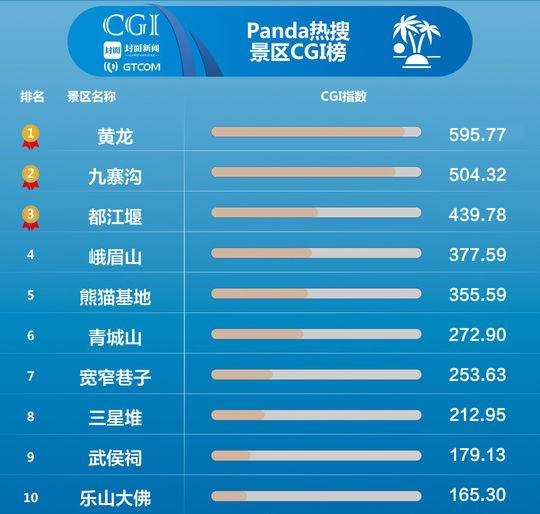 CGI
封面 封面新闻
GTCOM
Panda热搜
景区CGI榜
排名 景区名称 CGI指数
1 黄龙 595.77
2 九寨沟 504.32
3 都江堰 439.78
4 峨眉山 377.59
5 熊猫基地 355.59
6 青城山 272.90
7 宽窄巷子 253.63
8 三星堆 212.95
9 武侯祠 179.13
10 乐山大佛 165.30